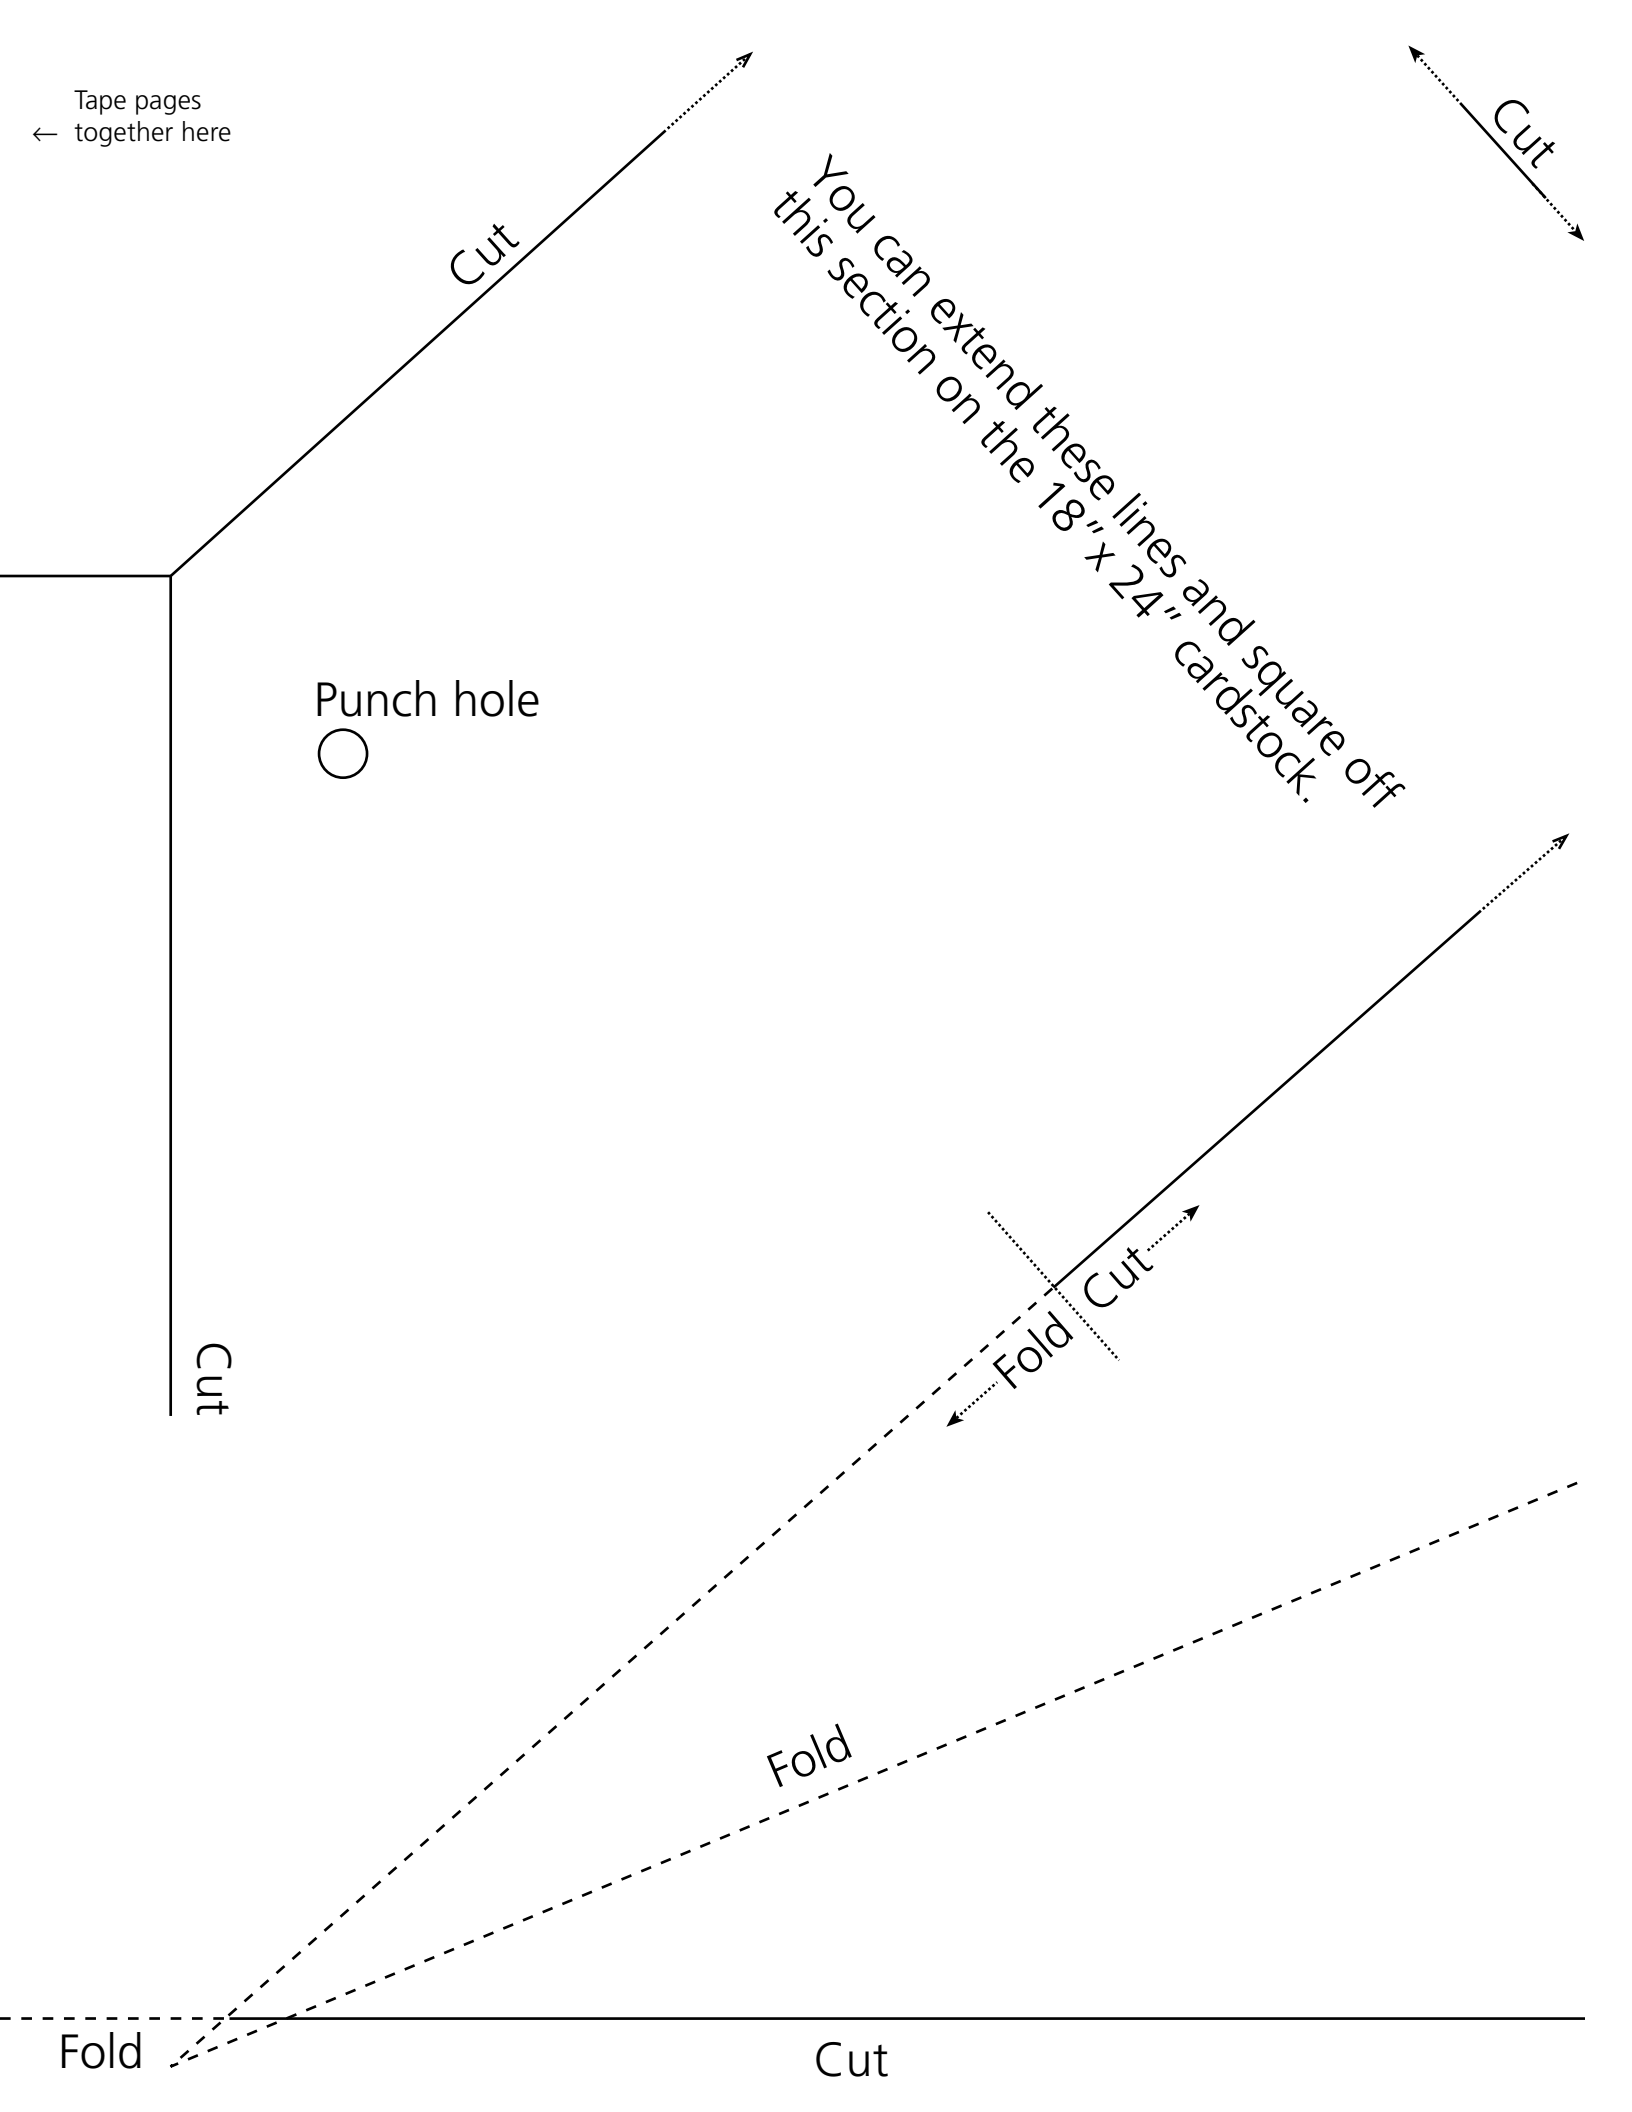 Tape pages
← together here
Cut
Cut
You can extend these lines and square off
this section on the 18”x 24” cardstock.
Punch hole
Cut
Cut
Fold
Fold
Fold
Cut